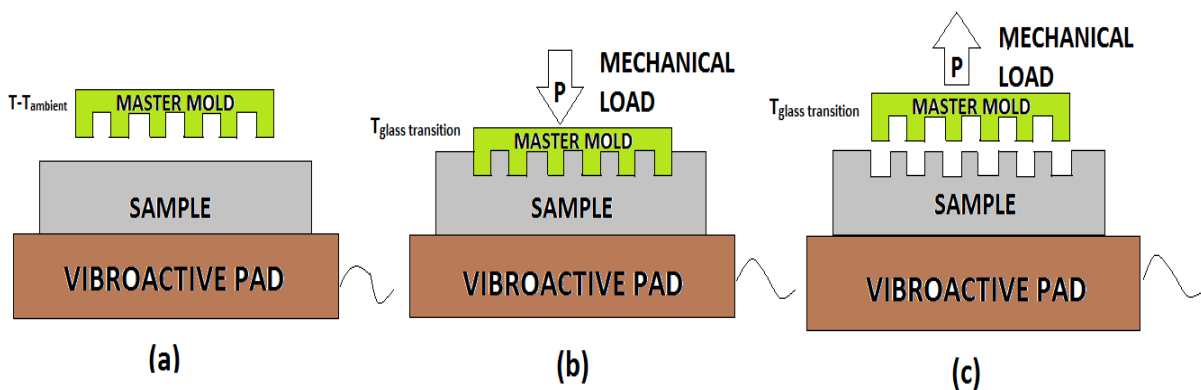 T-Tambient
MASTER MOLD
SAMPLE
VIBROACTIVE PAD
(a)
P
MECHANICAL
LOAD
Tglass transition
MASTER MOLD
SAMPLE
VIBROACTIVE PAD
(b)
P
MECHANICAL
LOAD
Tglass transition
MASTER MOLD
SAMPLE
VIBROACTIVE PAD
(c)